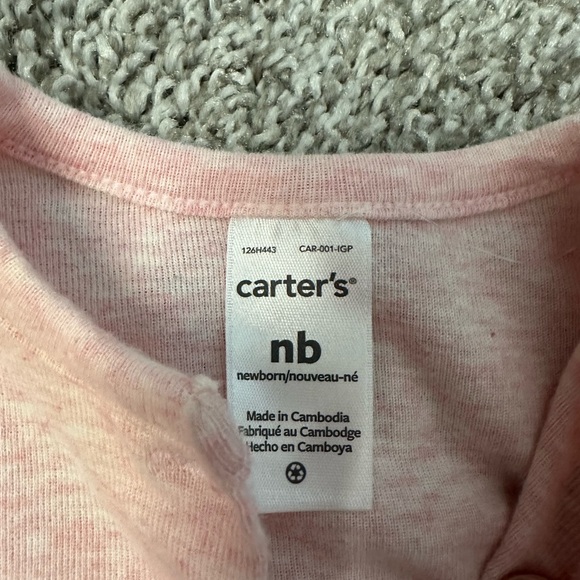 126H443 CAR-001-IGP
carter's®
nb
newborn/nouveau-né
Made in Cambodia
Fabriqué au Cambodge
Hecho en Camboya